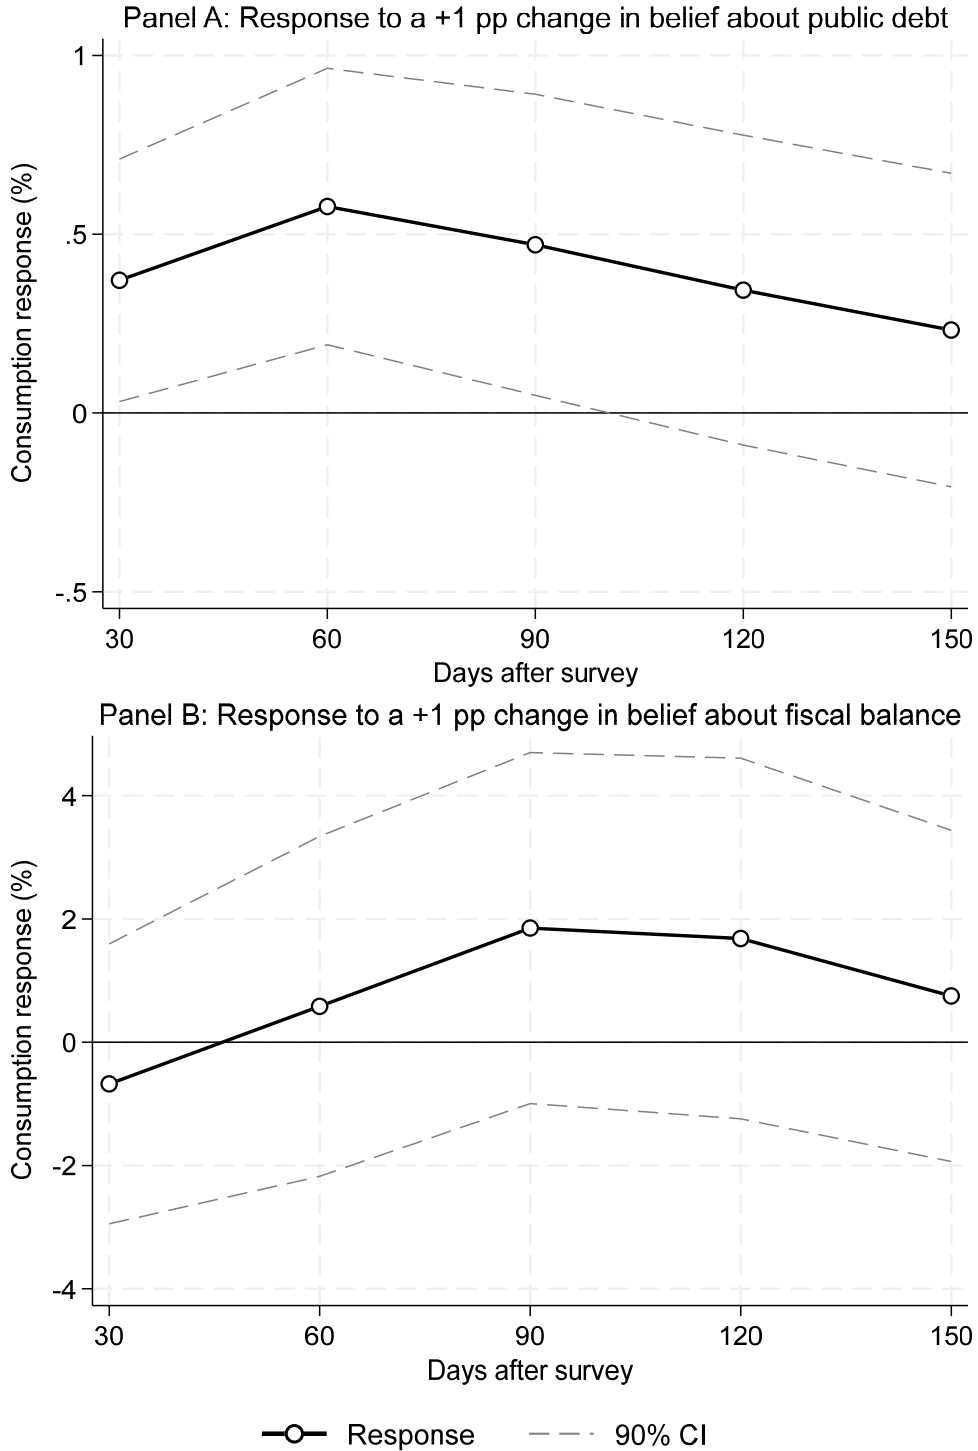 Panel A: Response to a +1 pp change in belief about public debt
Consumption response (%)
1
.5
0
-.5
30 60 90 120 150
Days after survey
Panel B: Response to a +1 pp change in belief about fiscal balance
Consumption response (%)
4
2
0
-2
-4
30 60 90 120 150
Days after survey
Response 90% CI